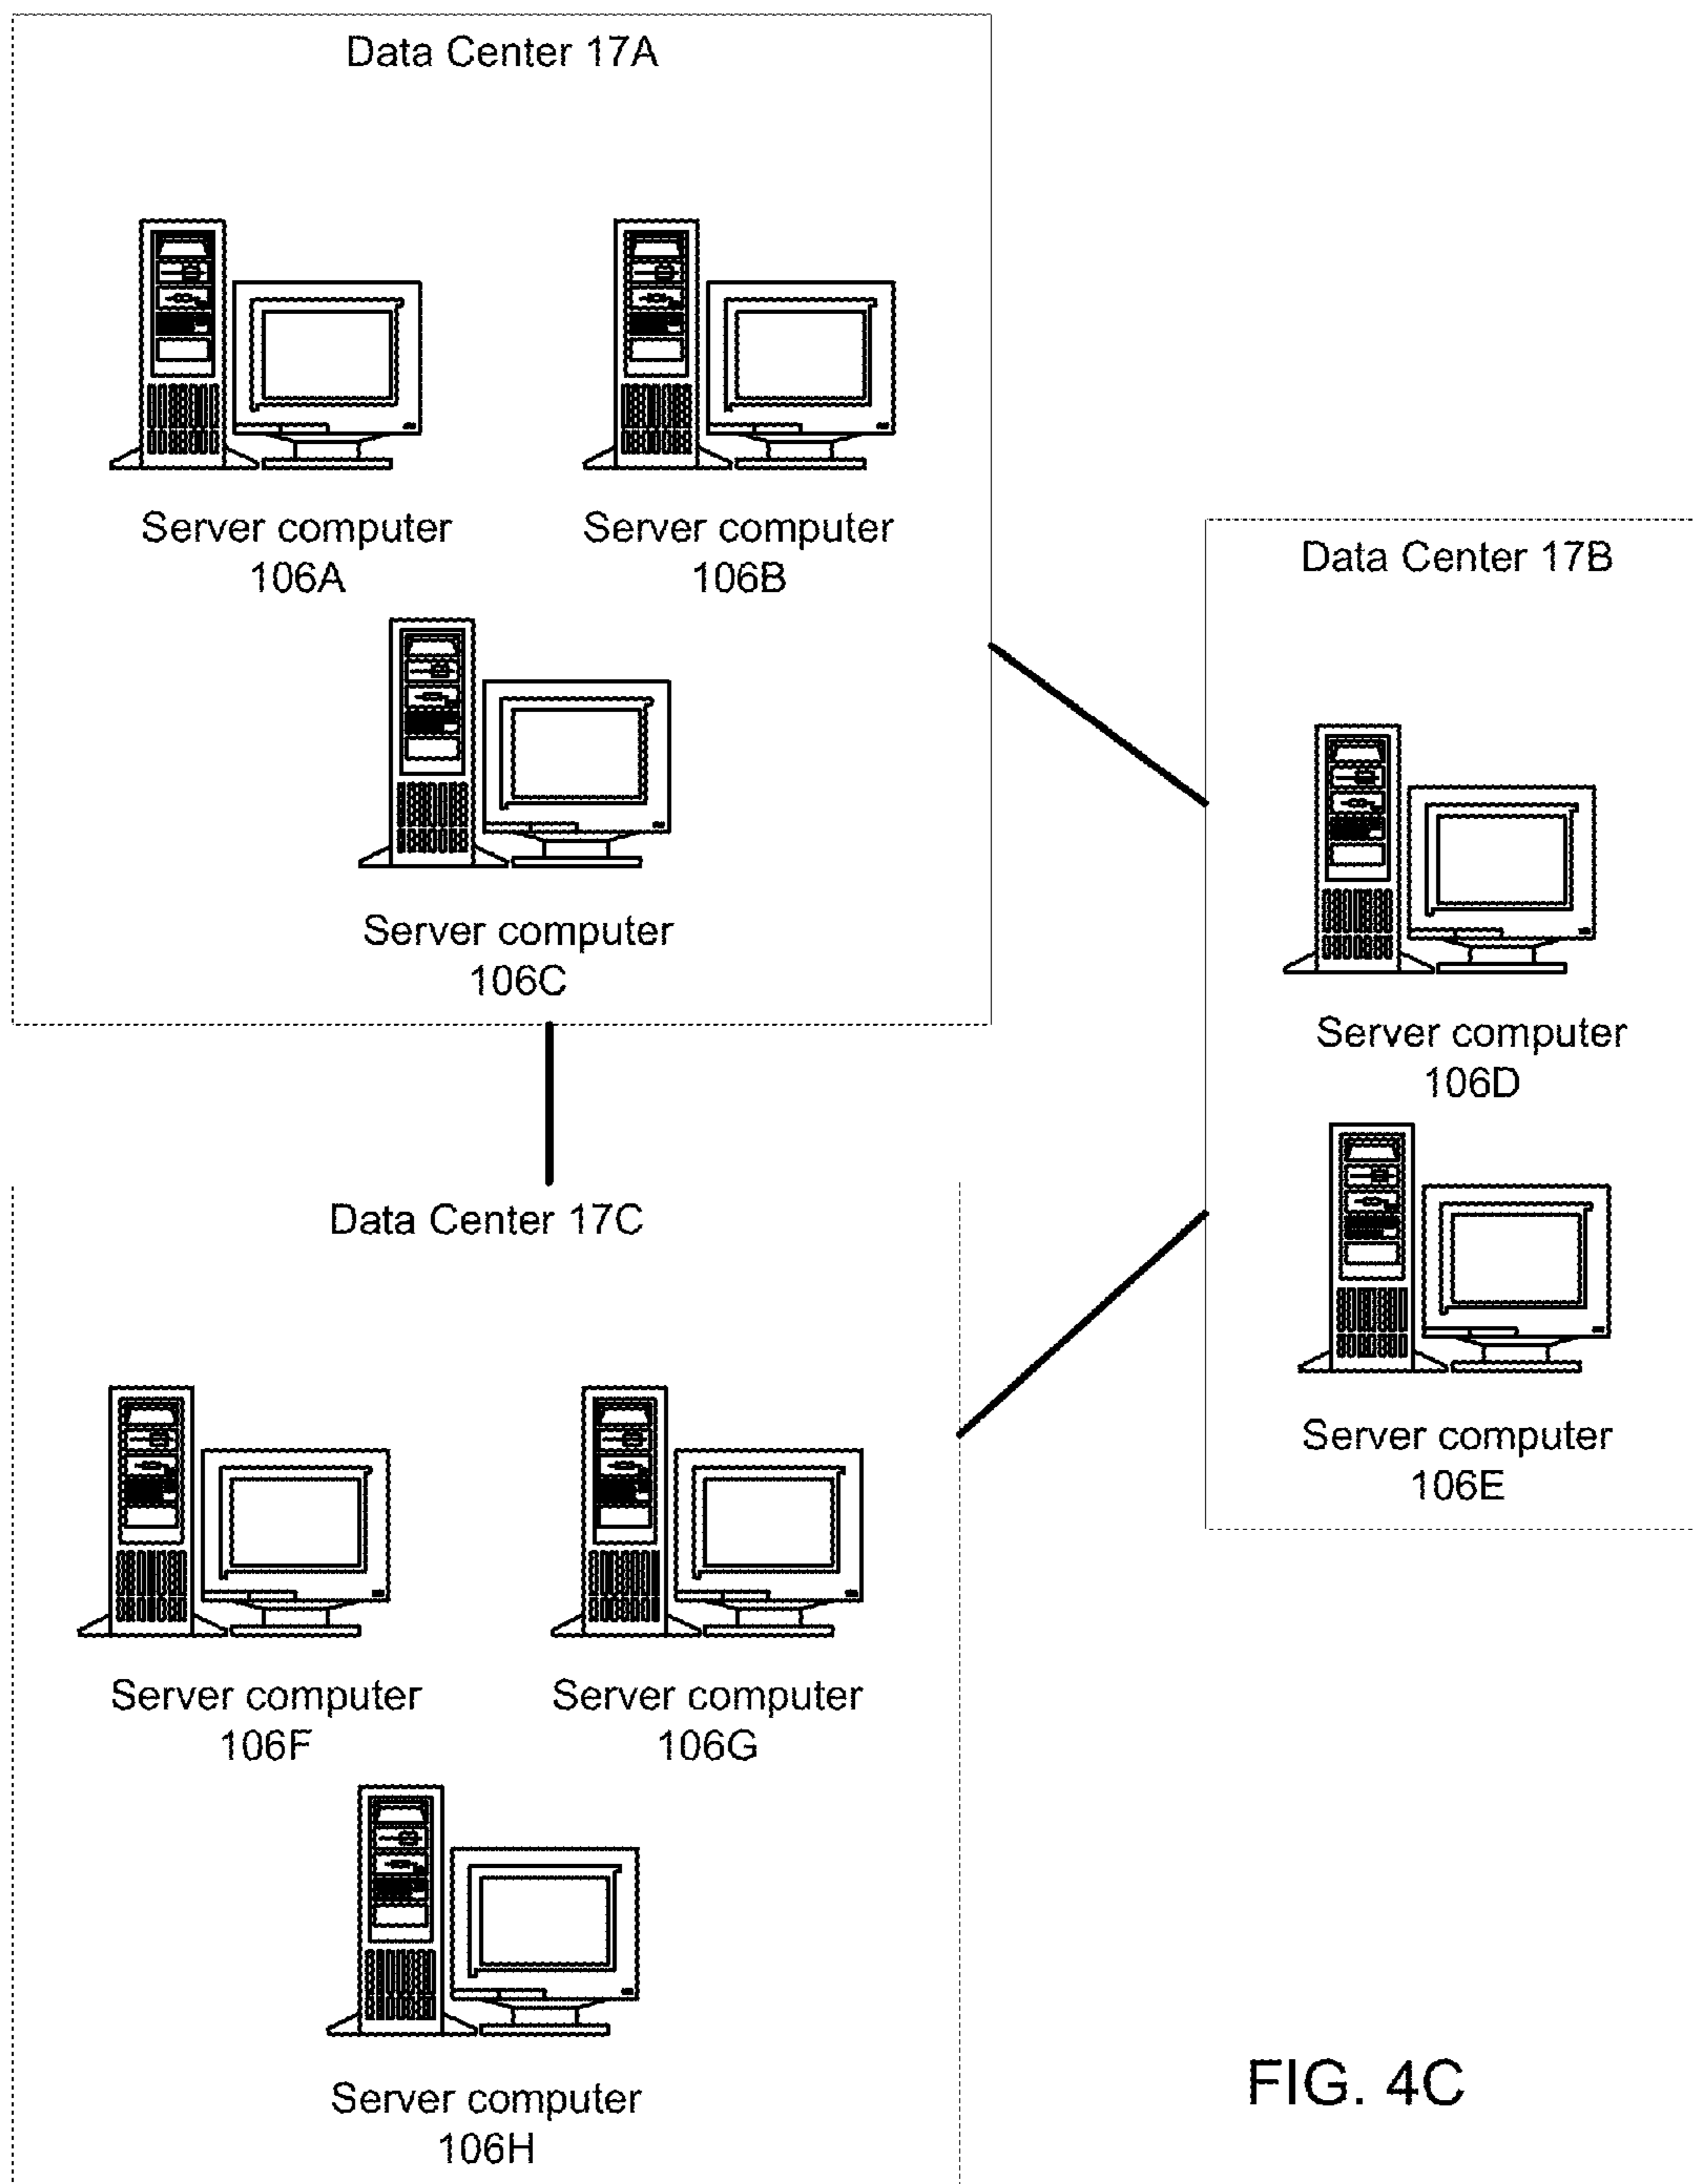 Data Center 17A
Server computer
106A
Server computer
106B
Server computer
106C
Data Center 17B
Server computer
106D
Server computer
106E
Data Center 17C
Server computer
106F
Server computer
106G
Server computer
106H
FIG. 4C